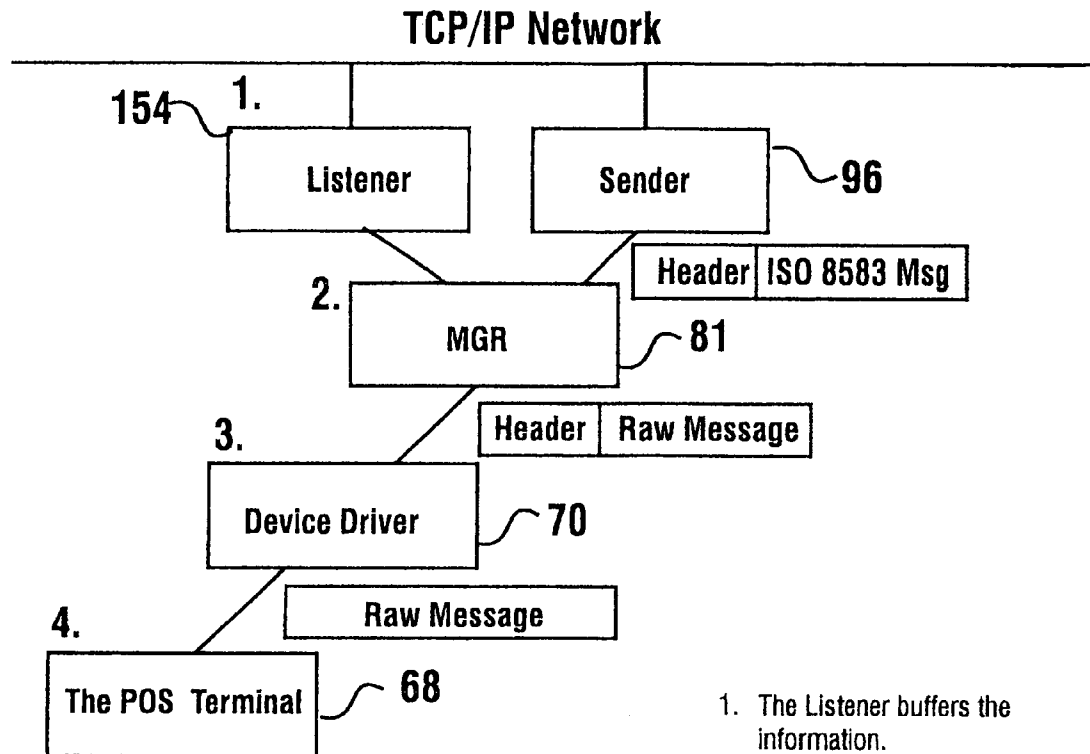 TCP/IP Network
154
1.
Listener
Sender
96
Header ISO 8583 Msg
2.
MGR
81
Header Raw Message
3.
Device Driver
70
Raw Message
4.
The POS Terminal
68
1. The Listener buffers the
information.